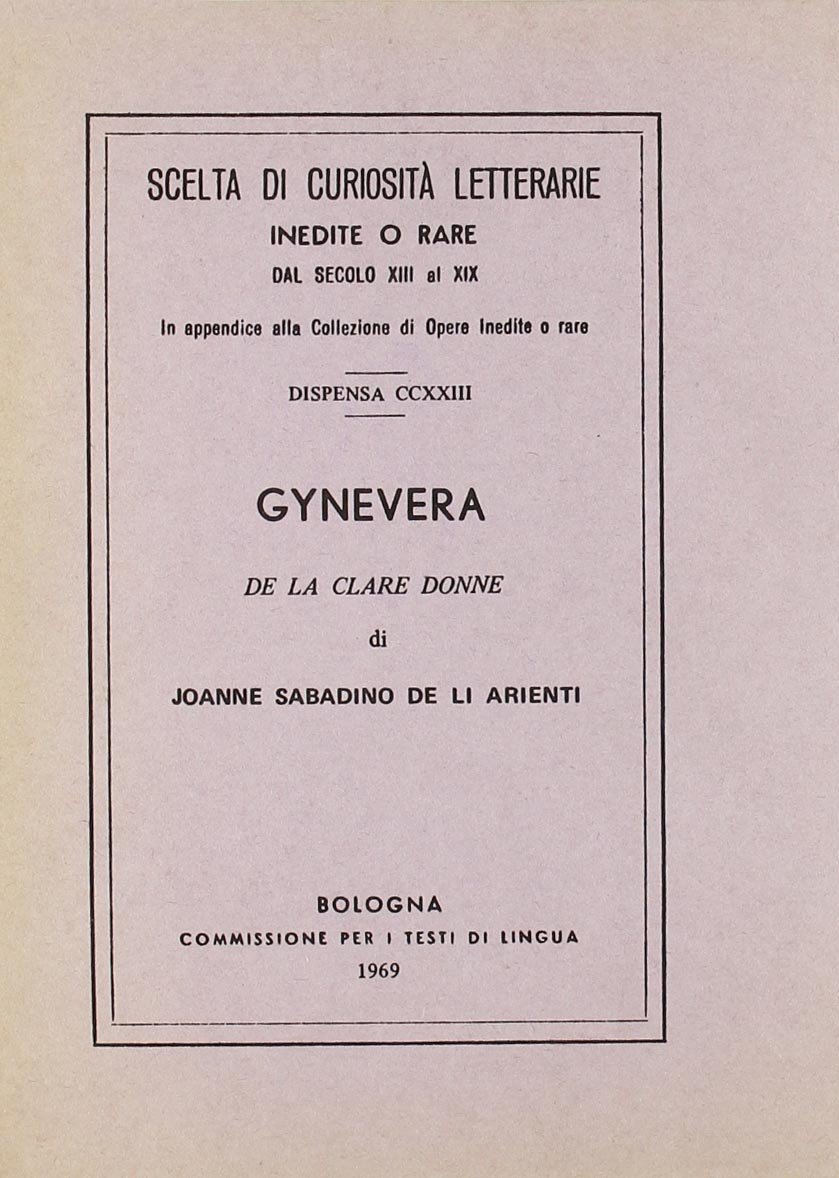 SCELTA DI CURIOSITÀ LETTERARIE
INEDITE O RARE
DAL SECOLO XIII al XIX
In appendice alla Collezione di Opere Inedite o rare
DISPENSA CCXXIII
GYNEVERA
DE LA CLARE DONNE
di
JOANNE SABADINO DE LI ARIENTI
BOLOGNA
COMMISSIONE PER I TESTI DI LINGUA
1969